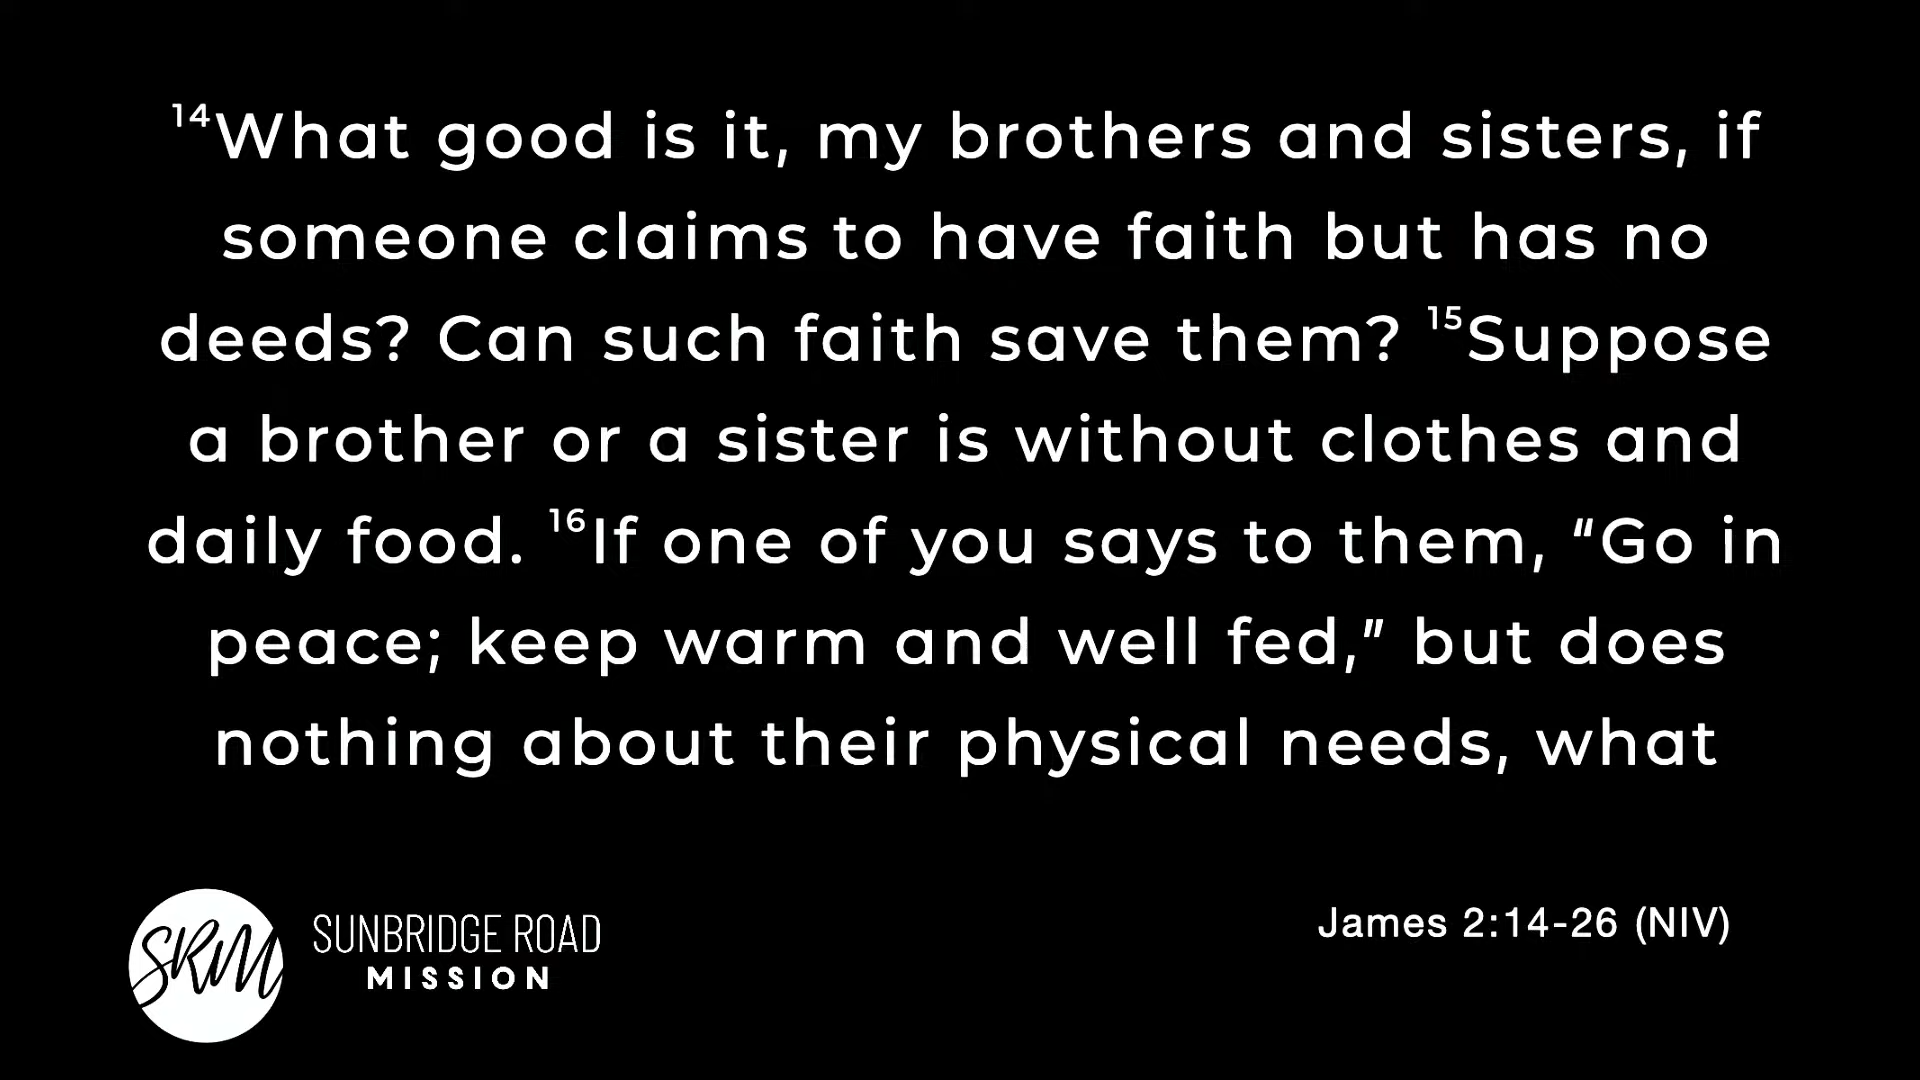 ¹⁴What good is it, my brothers and sisters, if
someone claims to have faith but has no
deeds? Can such faith save them? ¹⁵Suppose
a brother or a sister is without clothes and
daily food. ¹⁶If one of you says to them, “Go in
peace; keep warm and well fed,” but does
nothing about their physical needs, what
James 2:14-26 (NIV)
SRM
SUNBRIDGE ROAD
MISSION